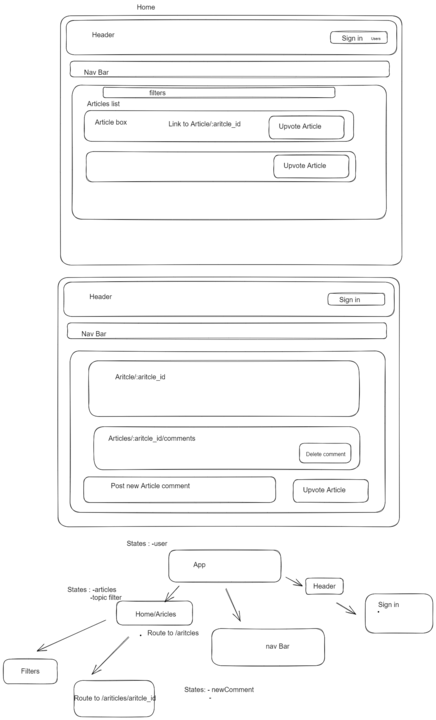 Home
Header
Sign in
Users
Nav Bar
filters
Articles list
Article box
Link to Article/:aritcle_id
Upvote Article
Upvote Article
Header
Sign in
Nav Bar
Aritcle/:aritcle_id
Articles/:aritcle_id/comments
Delete comment
Post new Article comment
Upvote Article
States : -user
App
Header
States : -articles
-topic filter
Sign in
Home/Aricles
Route to /aritcles
nav Bar
Filters
Route to /ariticles/aritcle_id
States: - newComment
-